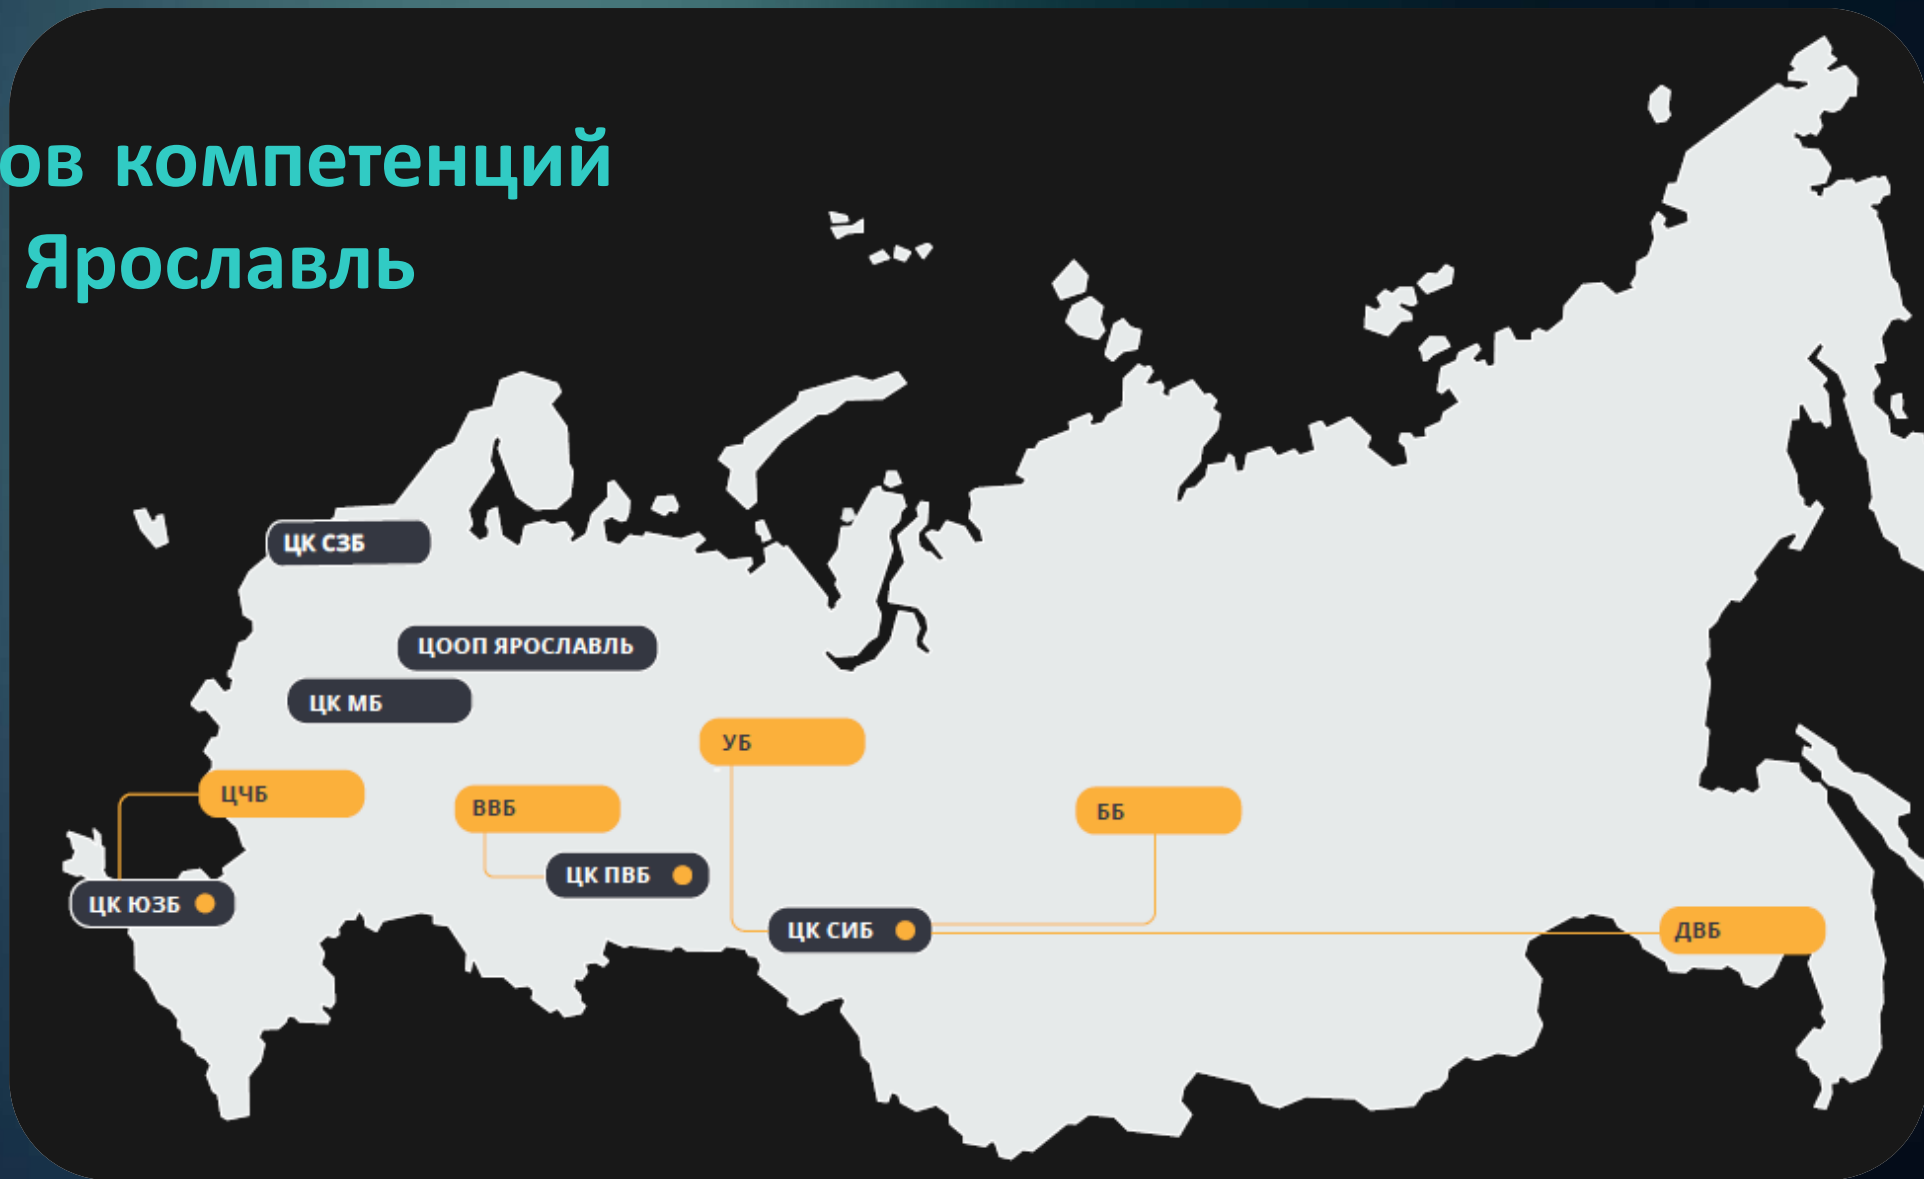 ов компетенций
Ярославль
ЦК СЗБ
ЦООП ЯРОСЛАВЛЬ
ЦК МБ
УБ
ЦЧБ
ВВБ
ББ
ЦК ПВБ
ЦК ЮЗБ
ЦК СИБ
ДВБ